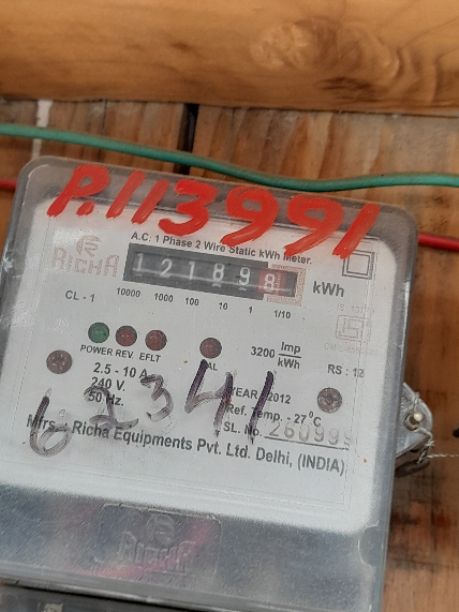 P.113991
A.C: 1 Phase 2 Wire Static kWh Meter.
RICHA
121898
kWh
CL - 1
10000 1000 100 10 1 1/10
POWER REV. EFLT
CAL
3200 Imp
kWh
2.5 - 10 A.
240 V.
50 Hz.
62341
YEAR 2012
Ref. Temp. - 27°C
SL. No. 260999
Mfrs. Richa Equipments Pvt. Ltd. Delhi, (INDIA)
RICHA